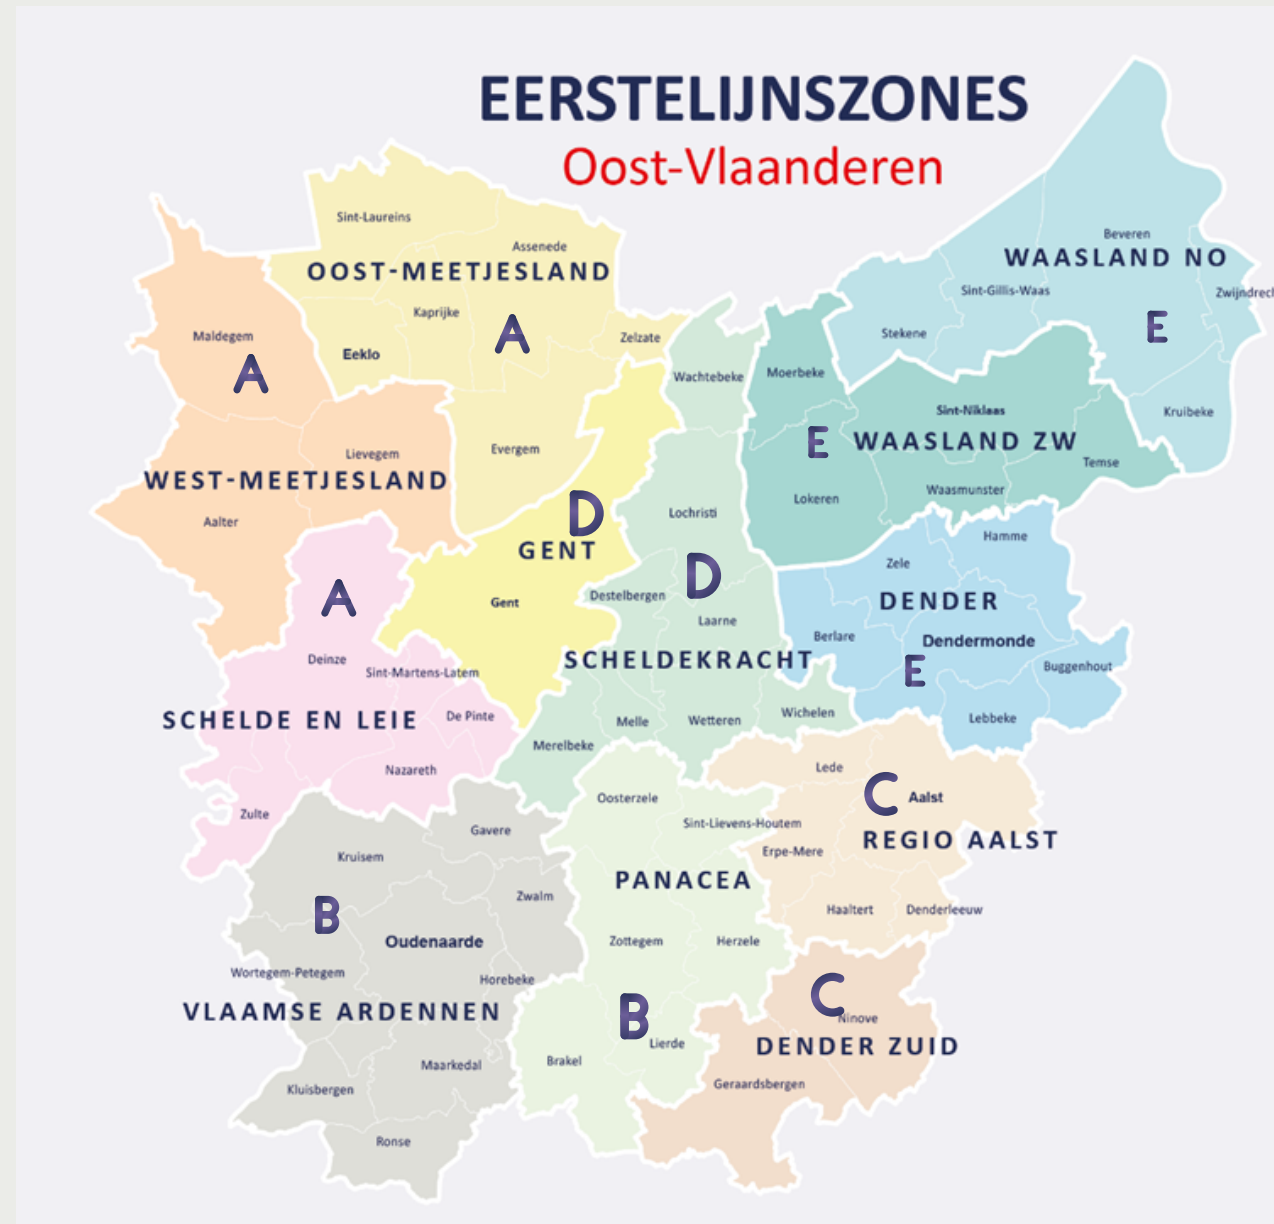 EERSTELIJNSZONES
Oost-Vlaanderen
Sint-Laureins
Assenede
OOST-MEETJESLAND
Kaprijke
A
Zelzate
Eeklo
Evergem
Maldegem
A
Lievegem
WEST-MEETJESLAND
Aalter
Beveren
WAASLAND NO
Sint-Gillis-Waas
Zwijndrech
E
Stekene
Kruibeke
Moerbeke
Sint-Niklaas
E
WAASLAND ZW
Temse
Waasmunster
Lokeren
D
GENT
Gent
Wachtebeke
Lochristi
D
Destelbergen
Laarne
SCHELDEKRACHT
Melle
Wetteren
Wichelen
Merelbeke
Hamme
Zele
DENDER
Berlare
Dendermonde
E
Buggenhout
Lebbeke
A
Deinze
Sint-Martens-Latem
SCHELDE EN LEIE
De Pinte
Nazareth
Zulte
Gavere
Kruisem
Zwalm
B
Oudenaarde
Wortegem-Petegem
Horebeke
VLAAMSE ARDENNEN
Maarkedal
Kluisbergen
Ronse
Oosterzele
Sint-Lievens-Houtem
PANACEA
Zottegem
Herzele
B
Lierde
Brakel
Lede
C
Aalst
REGIO AALST
Erpe-Mere
Haaltert
Denderleeuw
C
Ninove
DENDER ZUID
Geraardsbergen